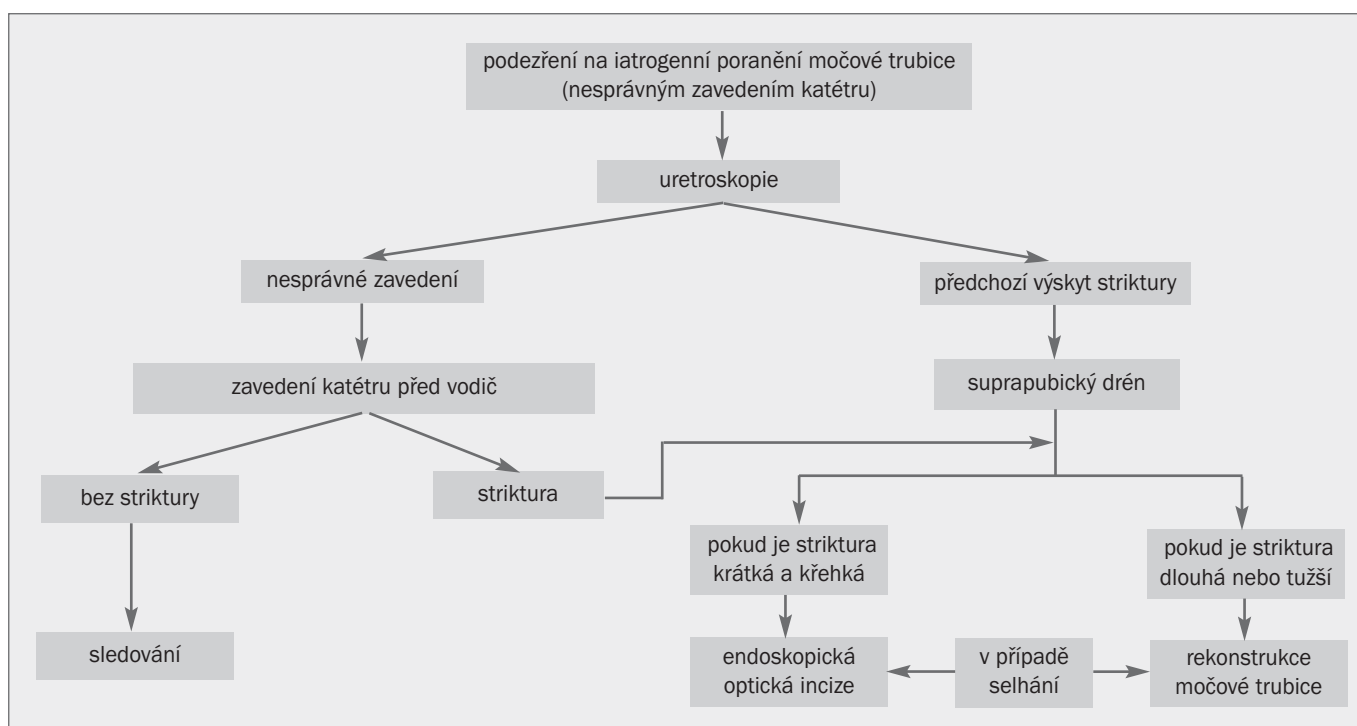 podezření na iatrogenní poranění močové trubice
(nesprávným zavedením katétru)
uretroskopie
nesprávné zavedení
předchozí výskyt striktury
zavedení katétru před vodič
suprapubický drén
bez striktury
striktura
pokud je striktura
krátká a křehká
pokud je striktura
dlouhá nebo tužší
sledování
endoskopická
optická incize
v případě
selhání
rekonstrukce
močové trubice